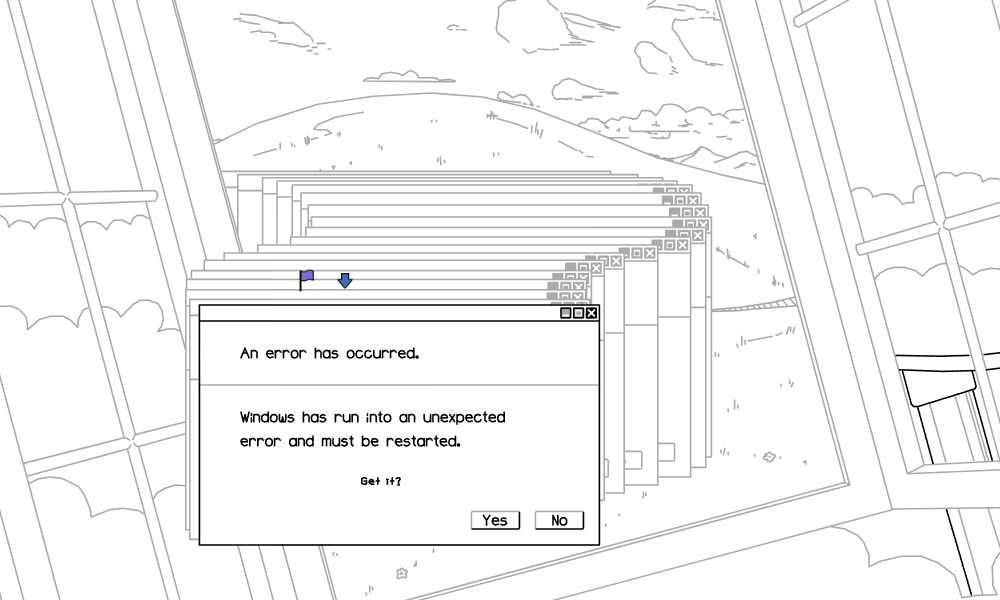 An error has occurred.
Windows has run into an unexpected
error and must be restarted.
Get it?
Yes No